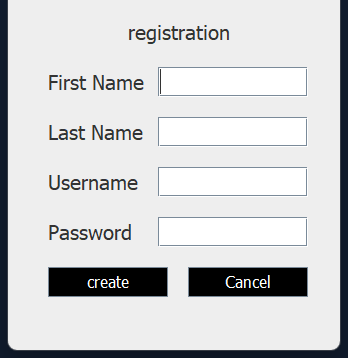 registration
First Name
Last Name
Username
Password
create Cancel